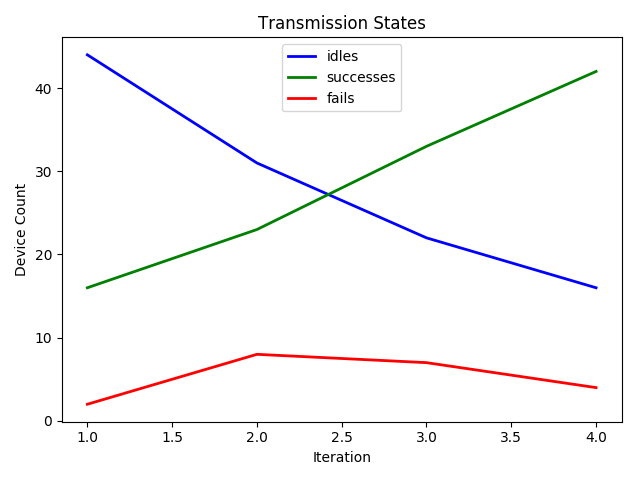 Transmission States
idles
successes
fails
Device Count
40
30
20
10
0
1.0 1.5 2.0 2.5 3.0 3.5 4.0
Iteration